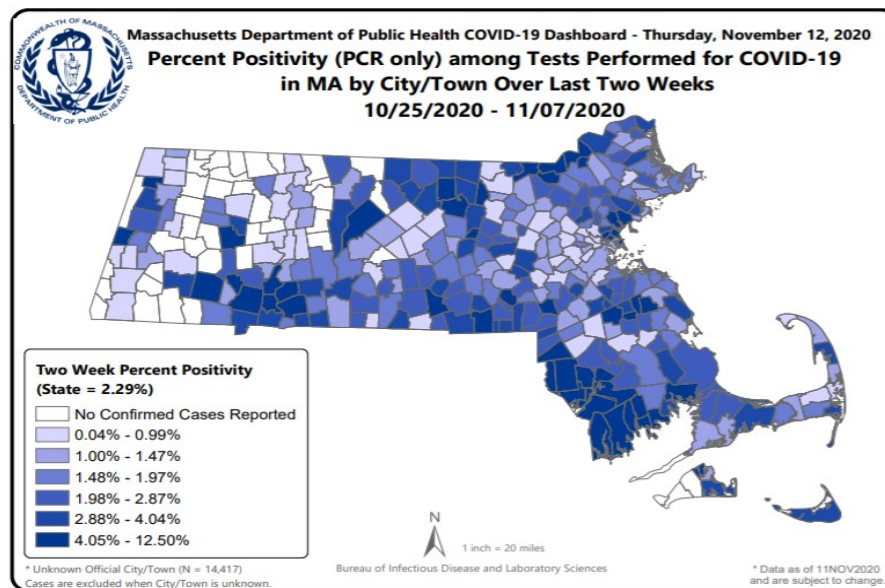 COMMONWEALTH OF MASSACHUSETTS
DEPARTMENT OF PUBLIC HEALTH
Massachusetts Department of Public Health COVID-19 Dashboard - Thursday, November 12, 2020
Percent Positivity (PCR only) among Tests Performed for COVID-19
in MA by City/Town Over Last Two Weeks
10/25/2020 - 11/07/2020
Two Week Percent Positivity
(State = 2.29%)
No Confirmed Cases Reported
0.04% - 0.99%
1.00% - 1.47%
1.48% - 1.97%
1.98% - 2.87%
2.88% - 4.04%
4.05% - 12.50%
N
1 inch = 20 miles
* Unknown Official City/Town (N = 14,417)
Cases are excluded when City/Town is unknown.
Bureau of Infectious Disease and Laboratory Sciences
* Data as of 11NOV2020
and are subject to change.